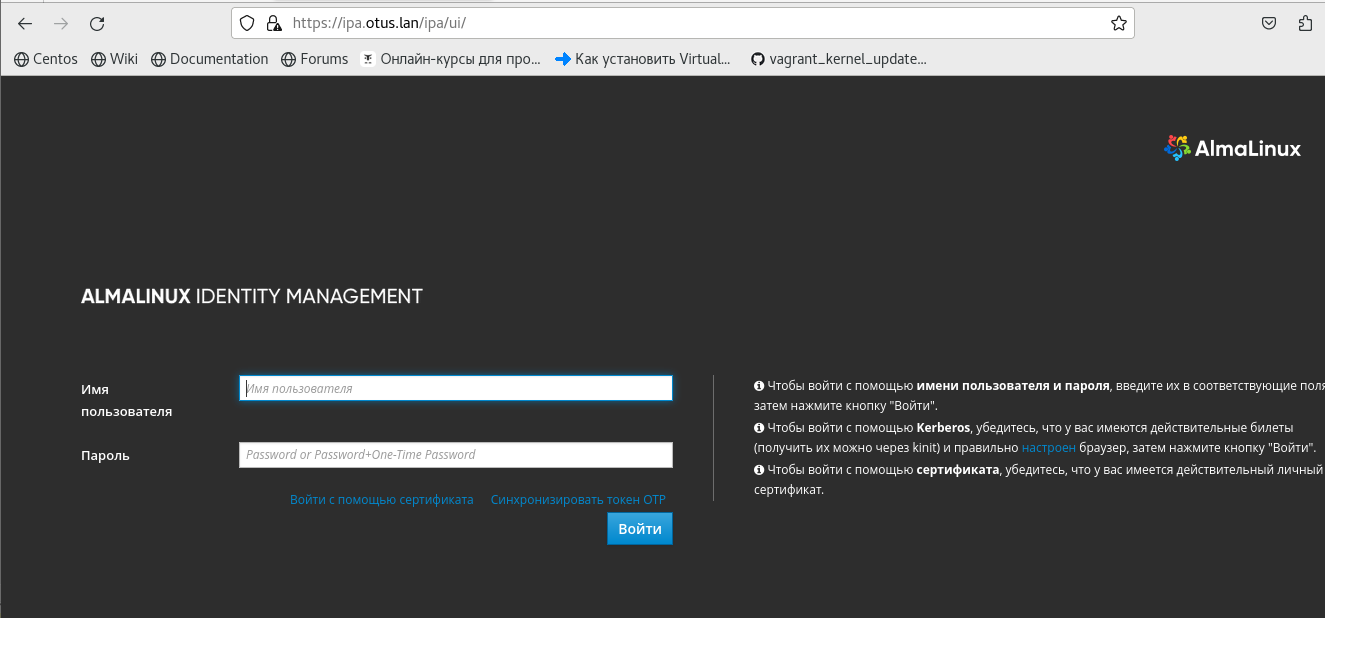 https://ipa.otus.lan/ipa/ui/
Centos Wiki Documentation Forums Онлайн-курсы для про... Как установить Virtual... vagrant_kernel_update...
AlmaLinux
ALMALINUX IDENTITY MANAGEMENT
Имя
пользователя
Имя пользователя
Пароль
Password or Password+One-Time Password
Войти с помощью сертификата Синхронизировать токен OTP
Войти
Чтобы войти с помощью имени пользователя и пароля, введите их в соответствующие поля
затем нажмите кнопку "Войти".
Чтобы войти с помощью Kerberos, убедитесь, что у вас имеются действительные билеты
(получить их можно через kinit) и правильно настроен браузер, затем нажмите кнопку "Войти".
Чтобы войти с помощью сертификата, убедитесь, что у вас имеется действительный личный
сертификат.